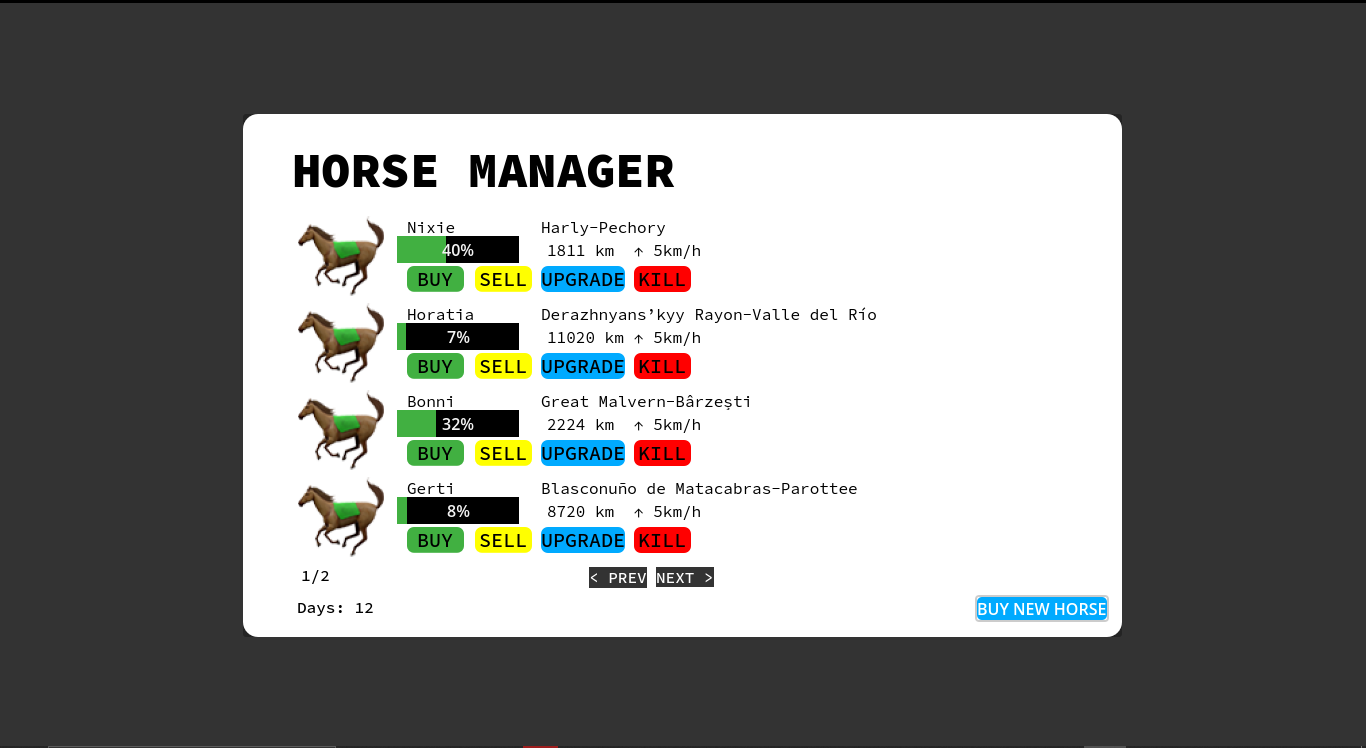 HORSE MANAGER
Nixie Harly-Pechory
40% 1811 km ↑ 5km/h
BUY SELL UPGRADE KILL
Horatia Derazhnyans’kyy Rayon-Valle del Río
7% 11020 km ↑ 5km/h
BUY SELL UPGRADE KILL
Bonni Great Malvern-Bârzeşti
32% 2224 km ↑ 5km/h
BUY SELL UPGRADE KILL
Gerti Blasconuño de Matacabras-Parottee
8% 8720 km ↑ 5km/h
BUY SELL UPGRADE KILL
1/2 < PREV NEXT >
Days: 12 BUY NEW HORSE